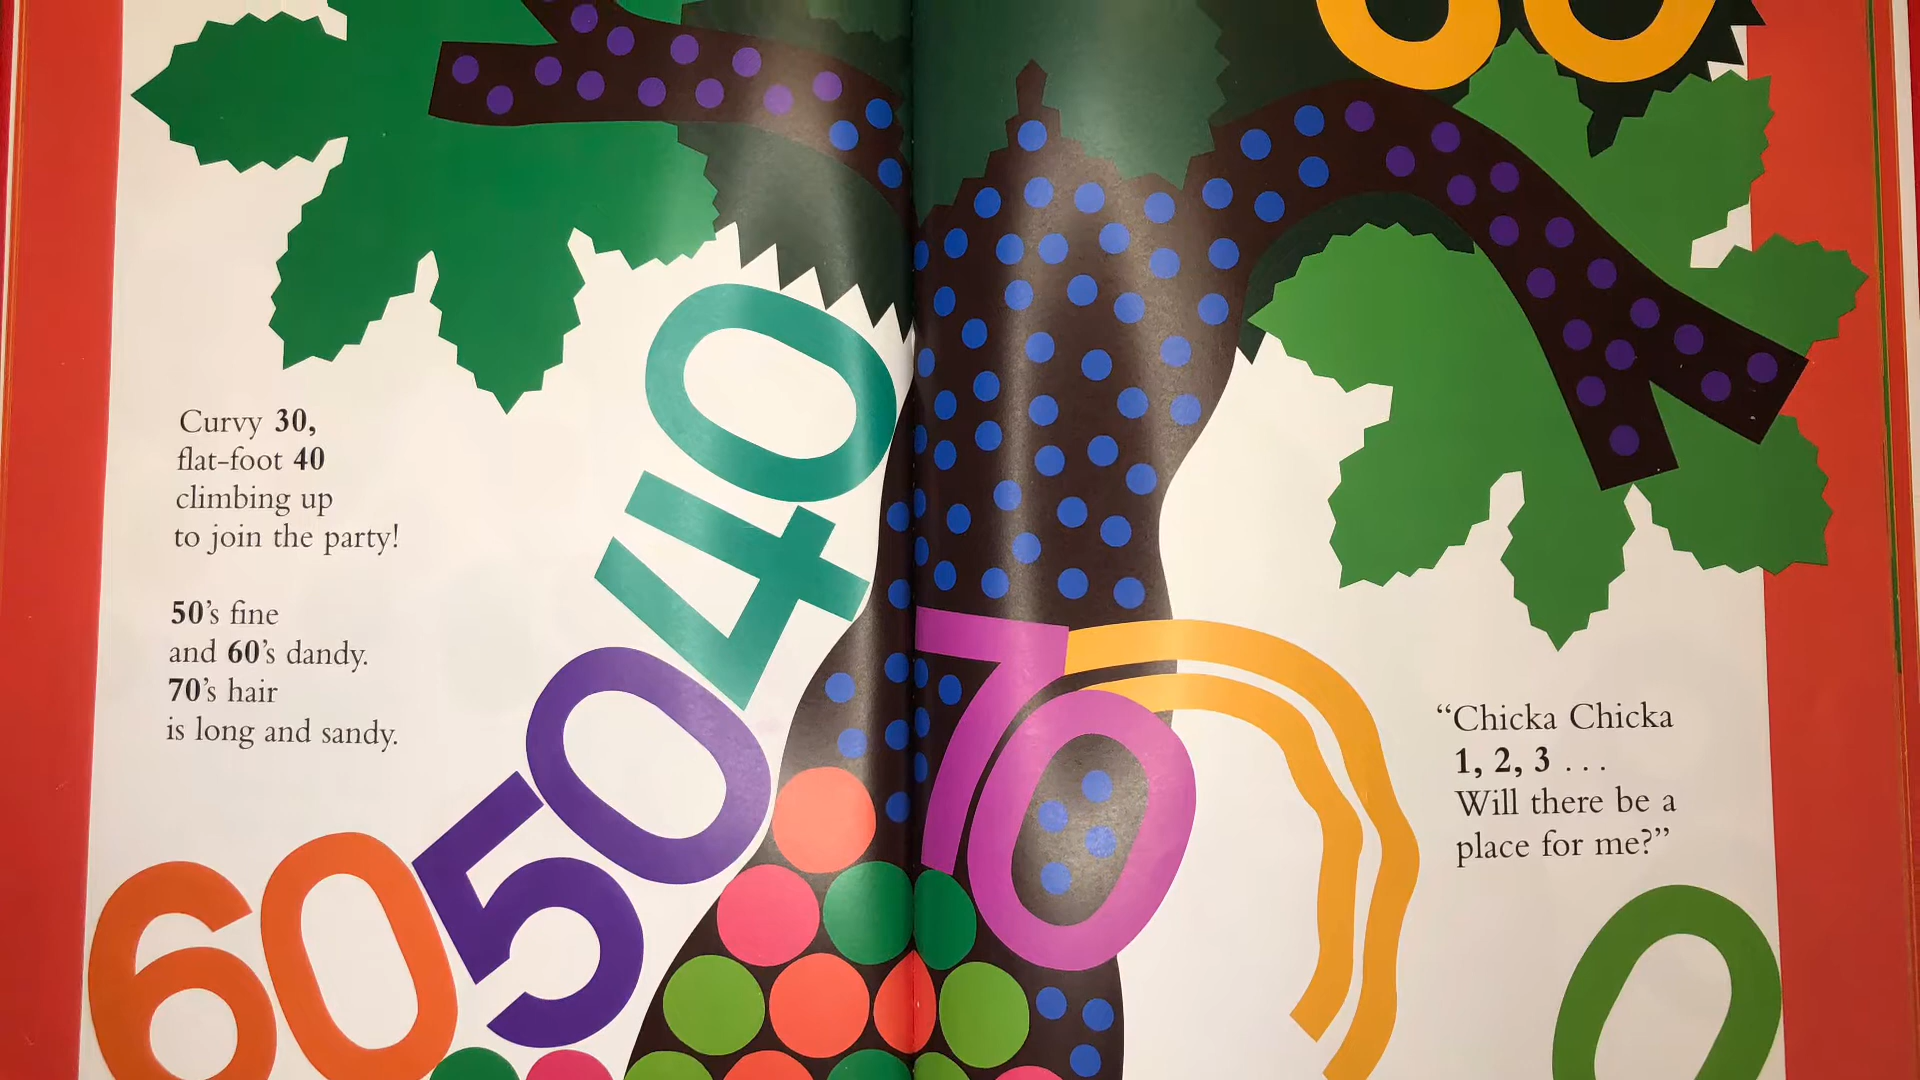 Curvy 30,
flat-foot 40
climbing up
to join the party!
50's fine
and 60's dandy.
70's hair
is long and sandy.
40
50
60
70
“Chicka Chicka
1, 2, 3 . . .
Will there be a
place for me?”
0